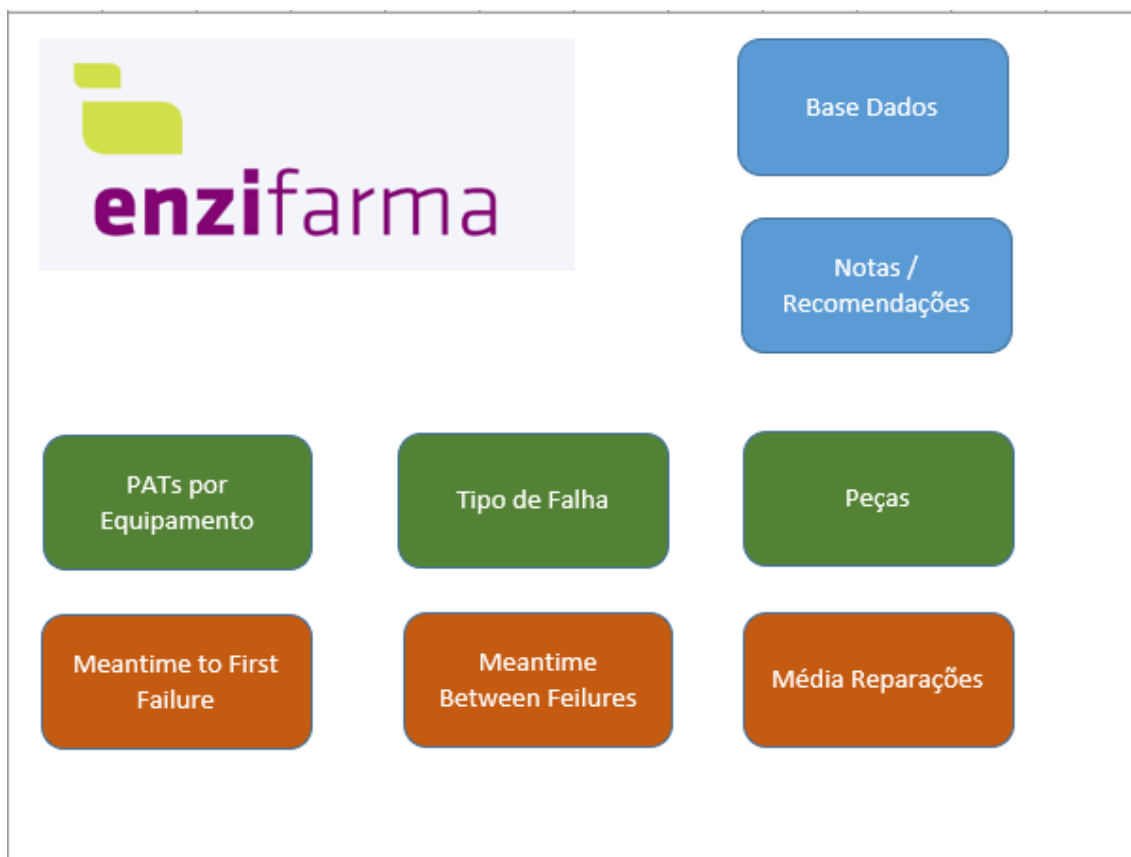 enzifarma
Base Dados
Notas /
Recomendações
PATs por
Equipamento
Tipo de Falha
Peças
Meantime to First
Failure
Meantime
Between Feilures
Média Reparações